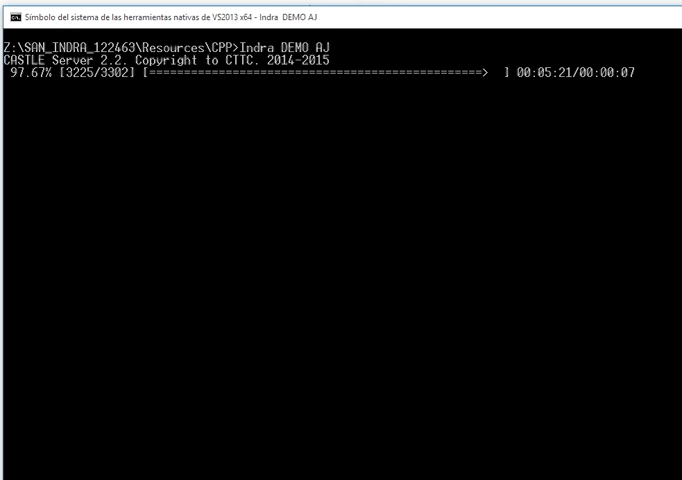 Símbolo del sistema de las herramientas nativas de VS2013 x64 - Indra  DEMO AJ
Z:\SAN_INDRA_122463\Resources\CPP>Indra DEMO AJ
CASTLE Server 2.2. Copyright to CTTC. 2014-2015
97.67% [3225/3302] [================================================>  ] 00:05:21/00:00:07